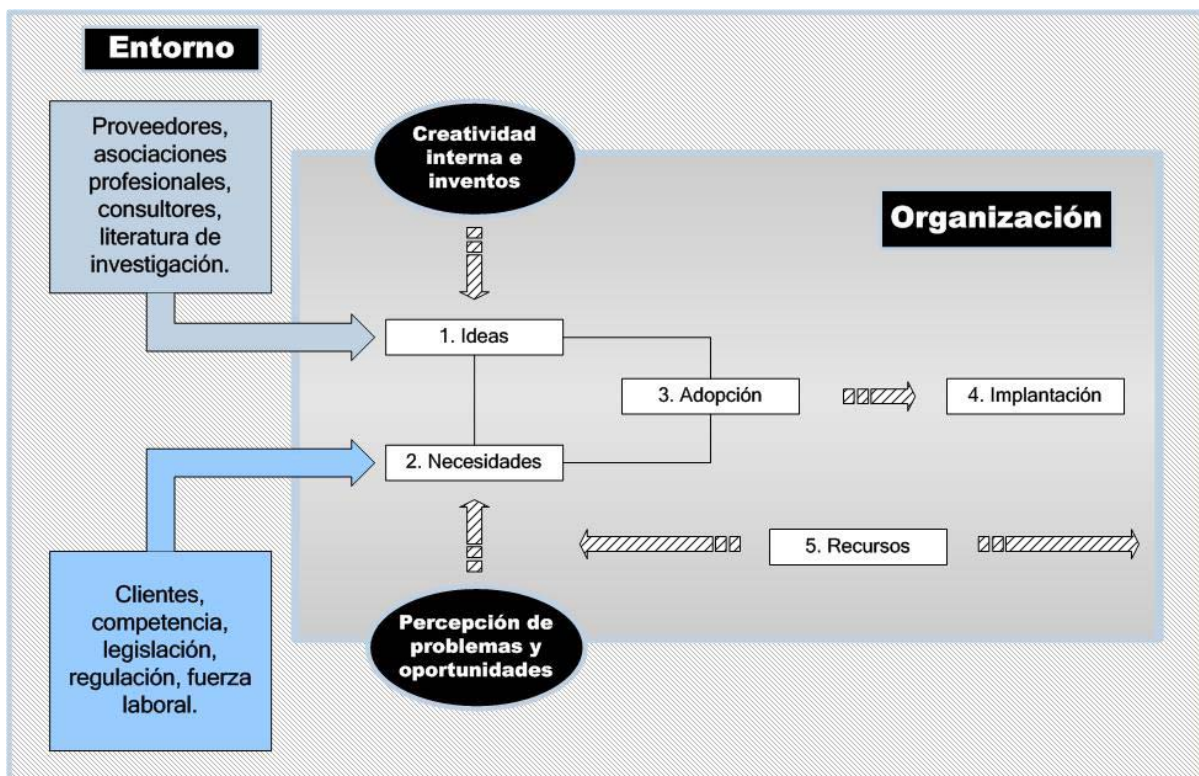 Entorno
Proveedores,
asociaciones
profesionales,
consultores,
literatura de
investigación.
Creatividad
interna e
inventos
Organización
1. Ideas
3. Adopción
4. Implantación
2. Necesidades
5. Recursos
Clientes,
competencia,
legislación,
regulación, fuerza
laboral.
Percepción de
problemas y
oportunidades